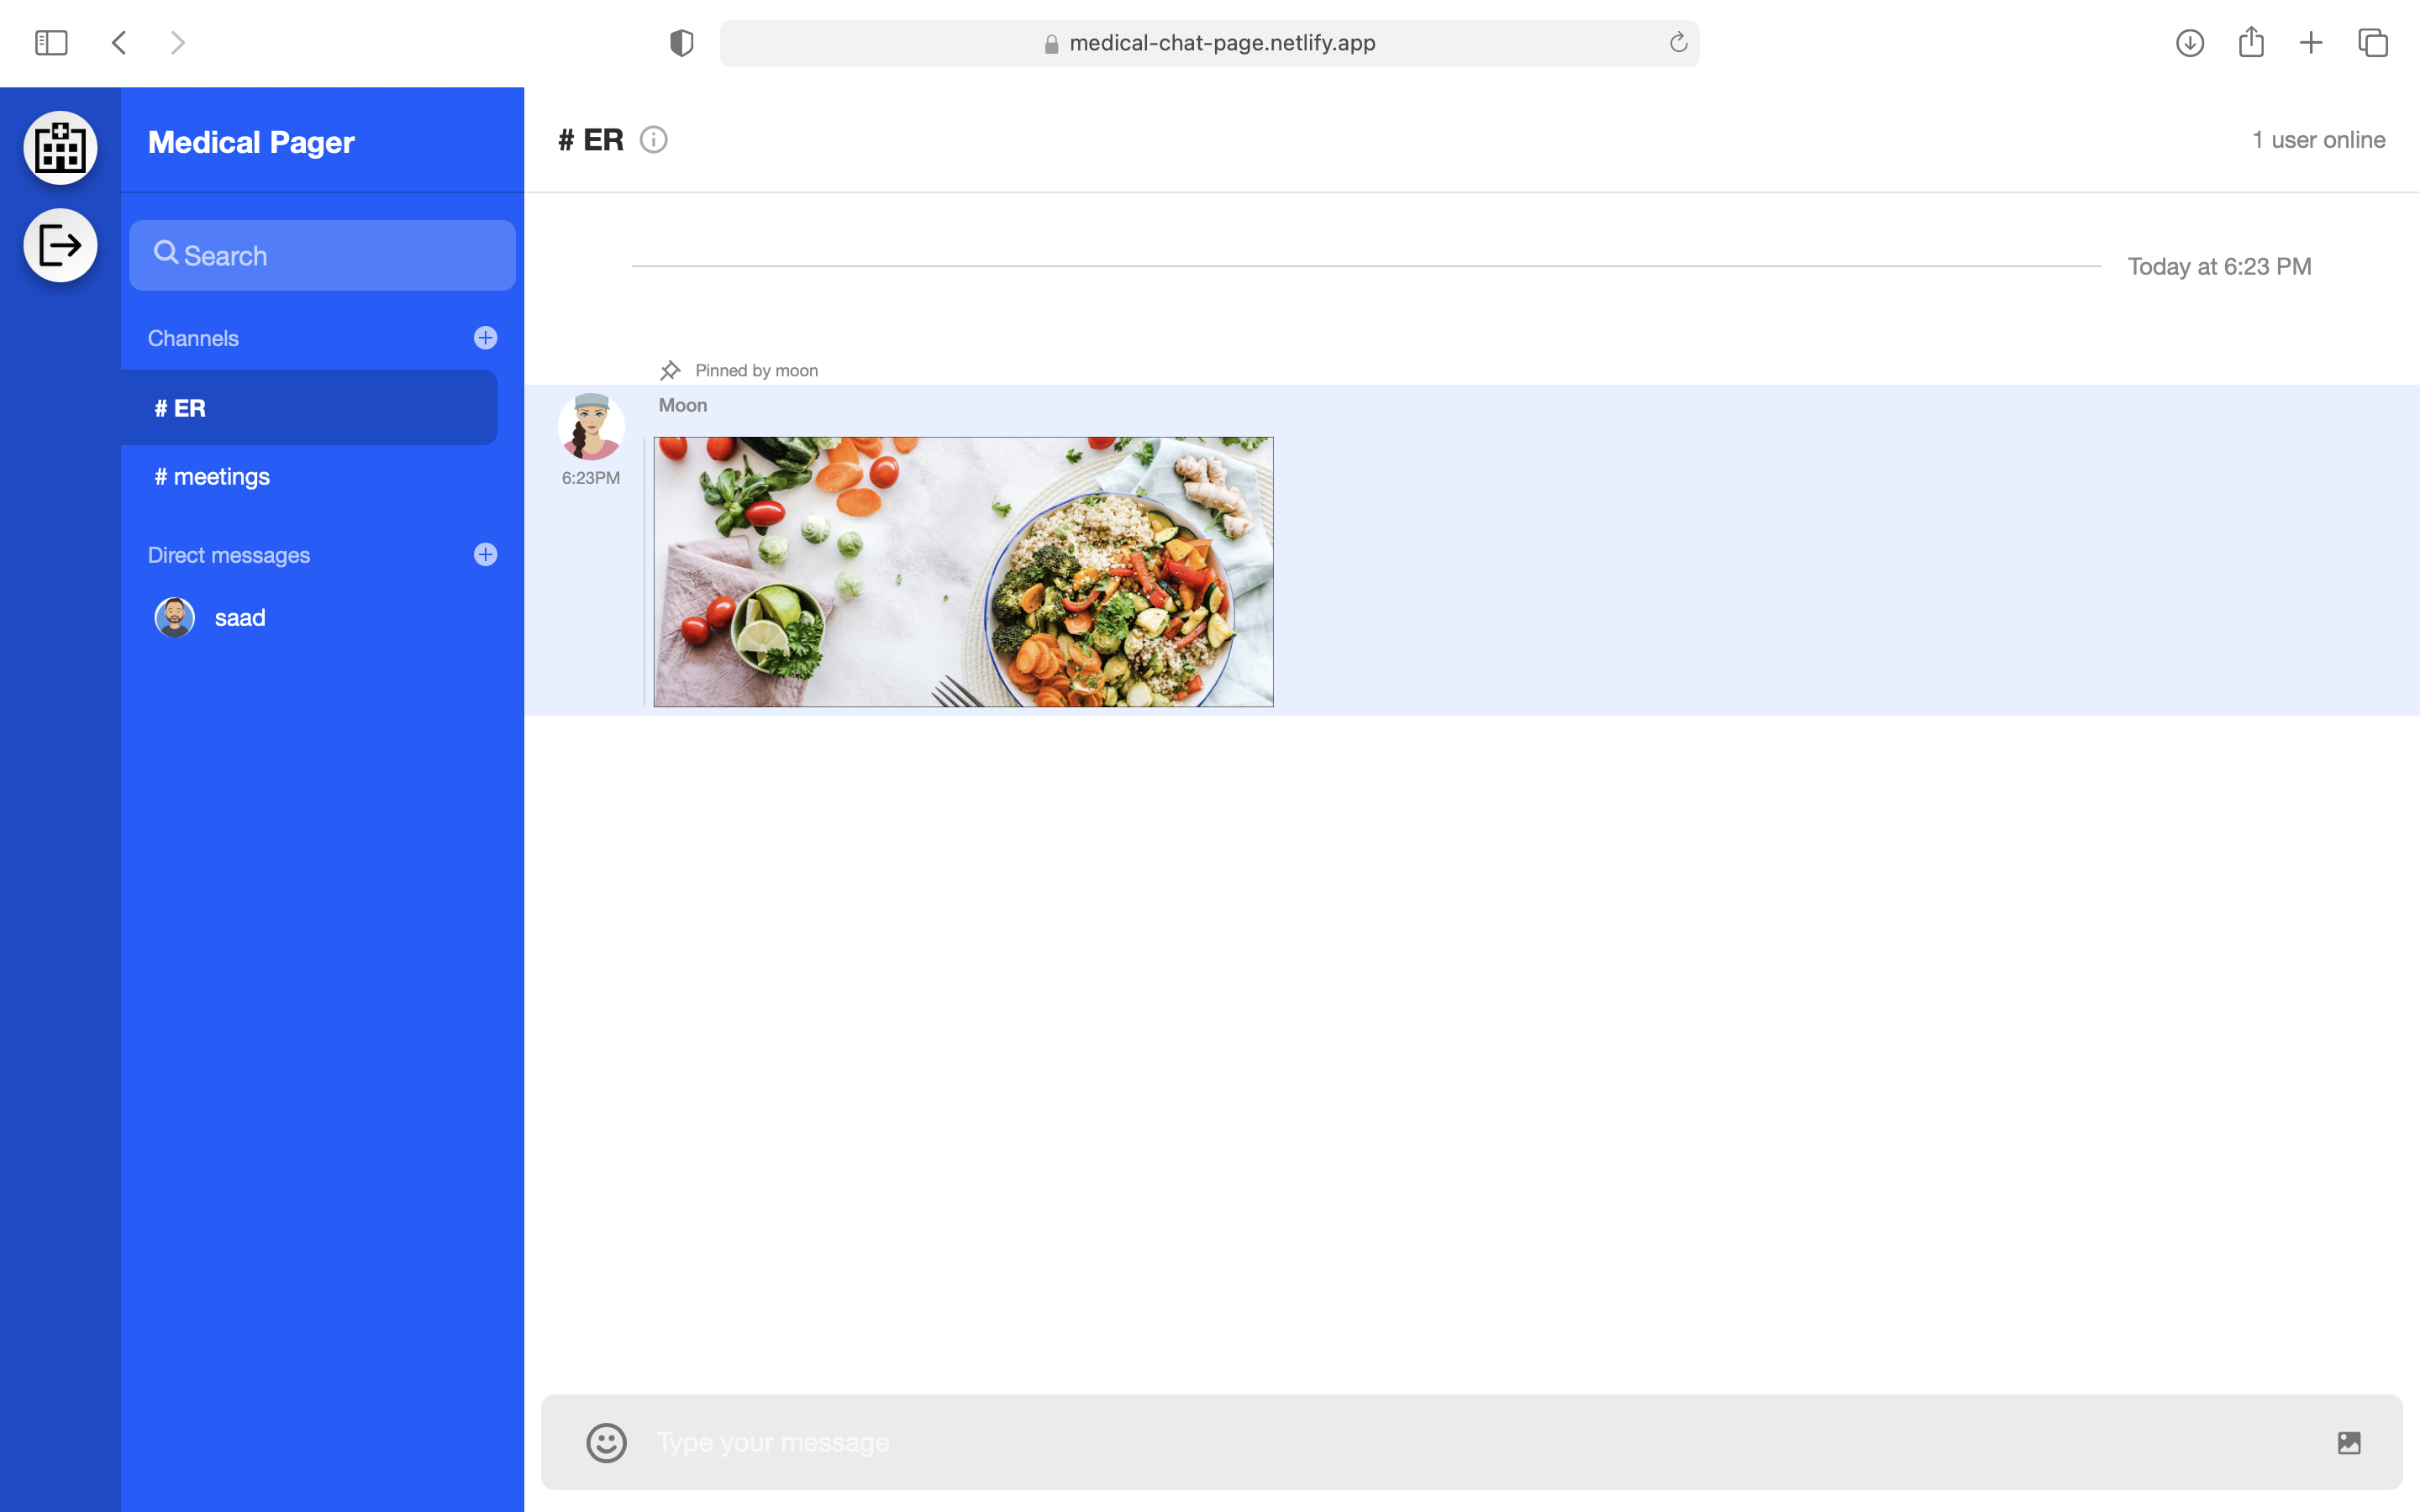 medical-chat-page.netlify.app
Medical Pager
Search
Channels
# ER
# meetings
Direct messages
saad
# ER
1 user online
Today at 6:23 PM
Pinned by moon
Moon
6:23PM
Type your message